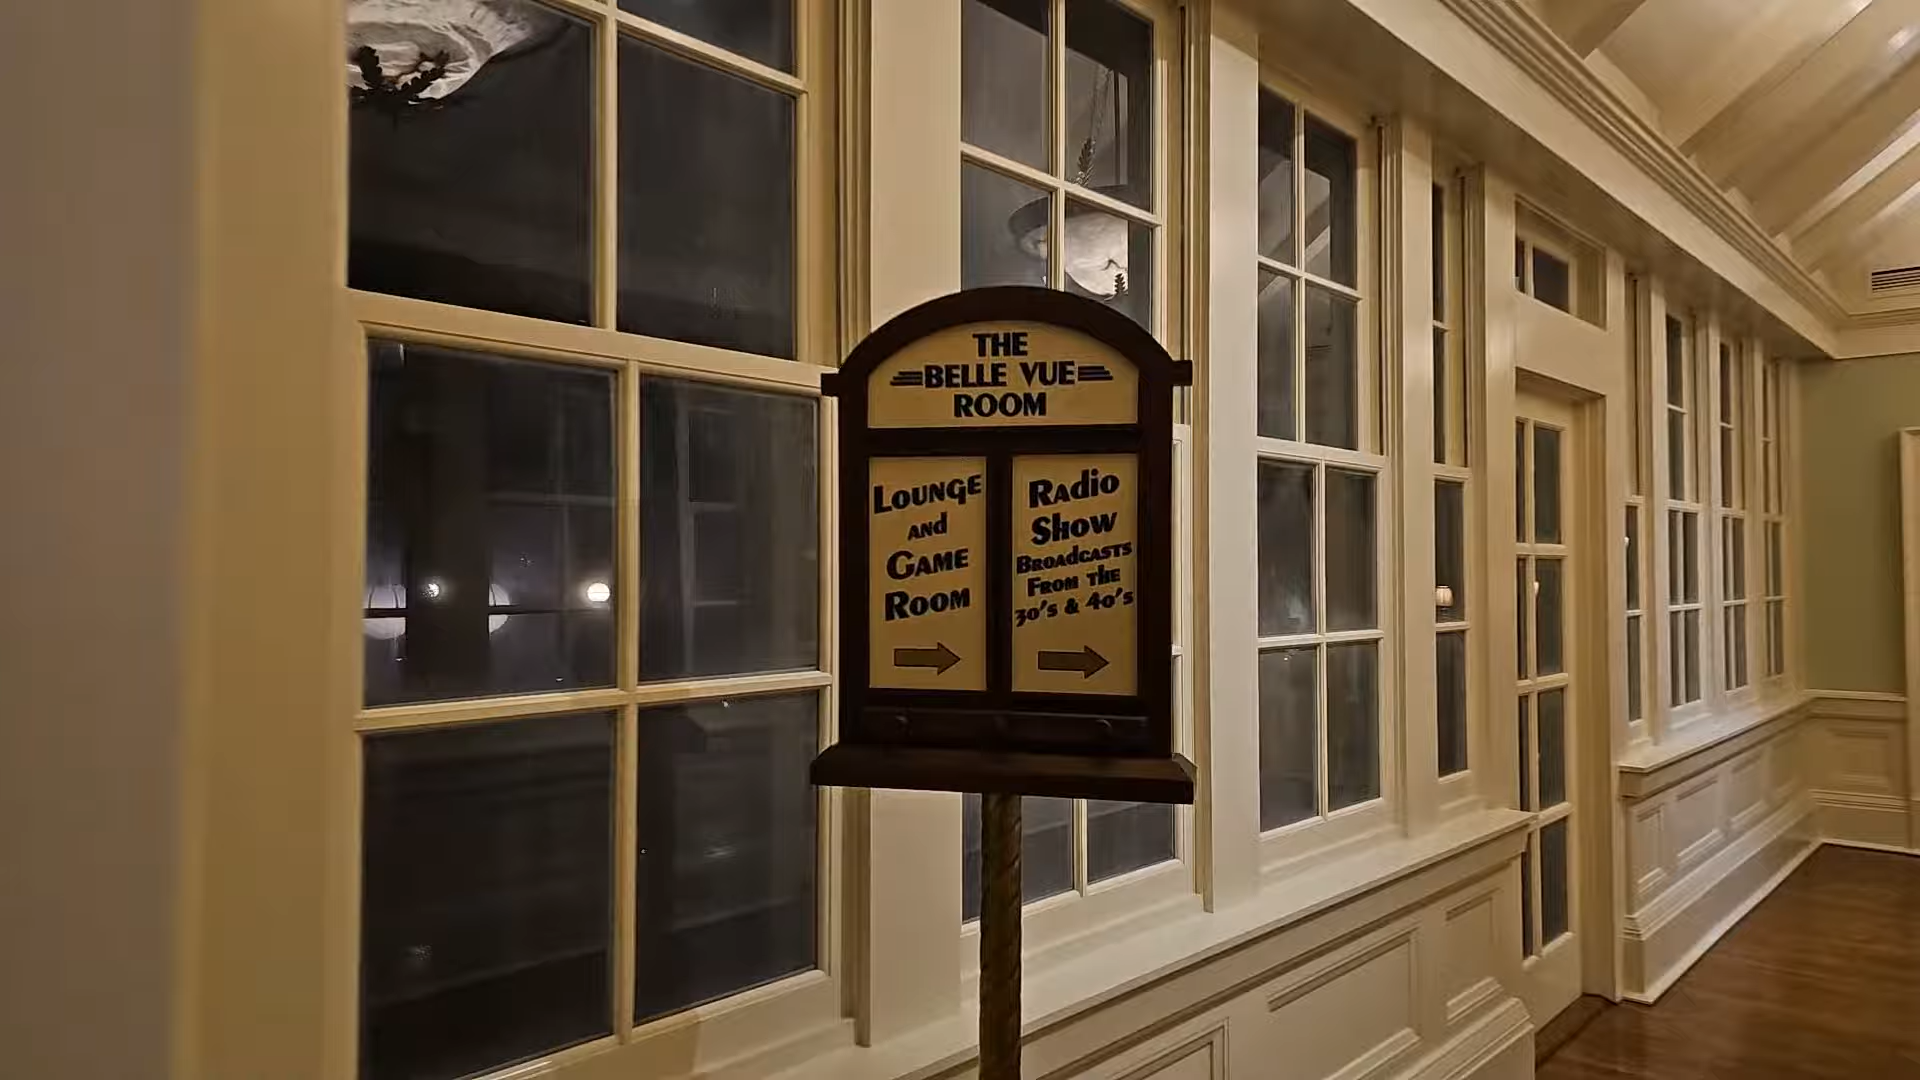 THE
BELLE VUE
ROOM
LOUNGE
AND
GAME
ROOM
Radio
Show
BROAdCASTS
FROM THE
30's & 40's